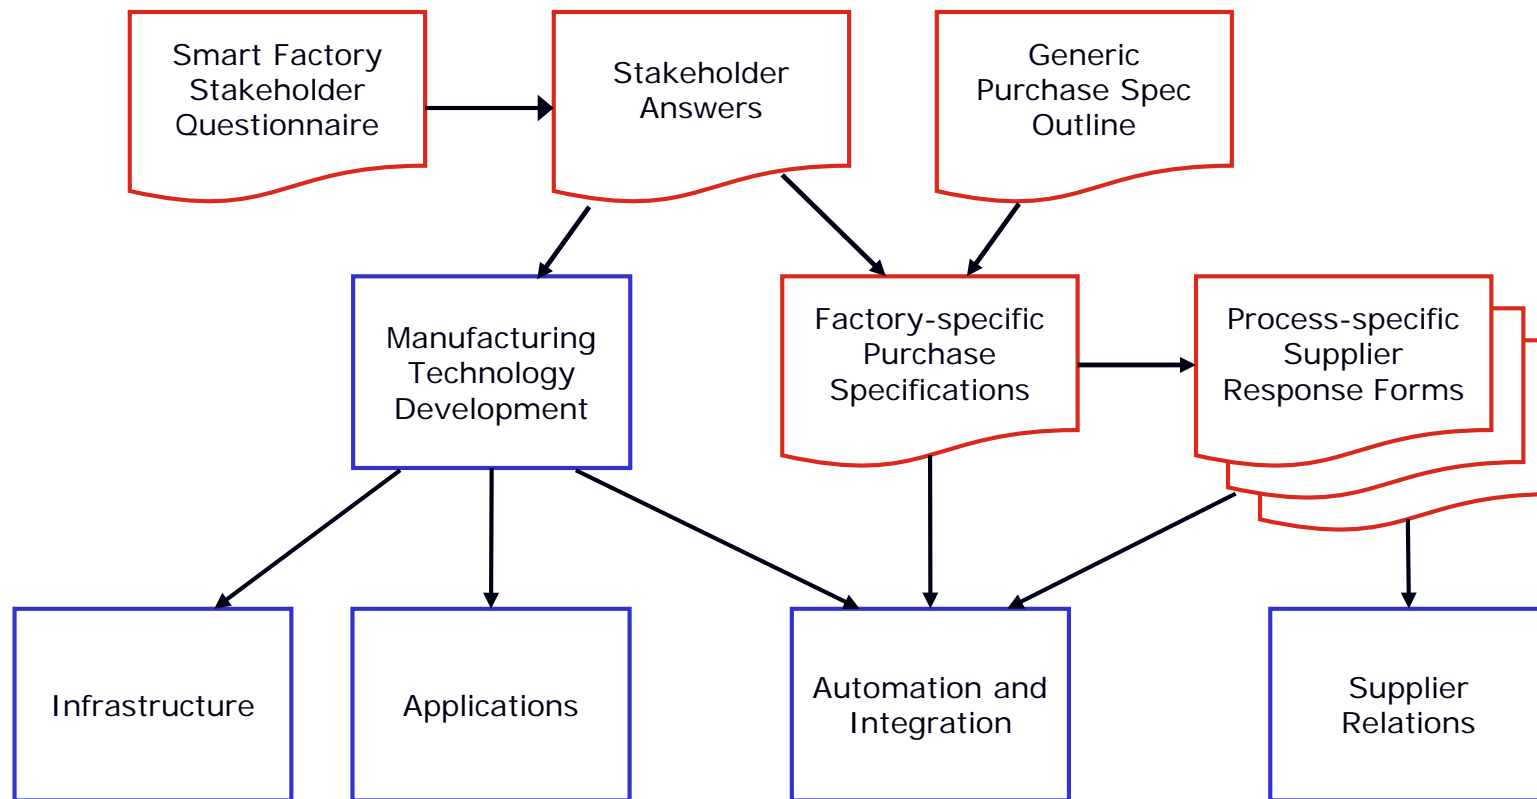 Smart Factory
Stakeholder
Questionnaire
Stakeholder
Answers
Generic
Purchase Spec
Outline
Manufacturing
Technology
Development
Factory-specific
Purchase
Specifications
Process-specific
Supplier
Response Forms
Infrastructure
Applications
Automation and
Integration
Supplier
Relations